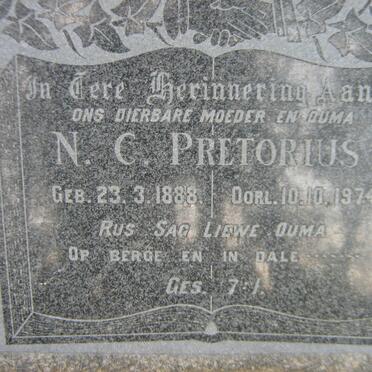 In Tere Herinnering Aan
ONS DIERBARE MOEDER EN OUMA
N. C. PRETORIUS
GEB. 23. 3. 1888. OORL. 10. 10. 1974
RUS SAG LIEWE OUMA
OP BERGE EN IN DALE
GES. 7:1.